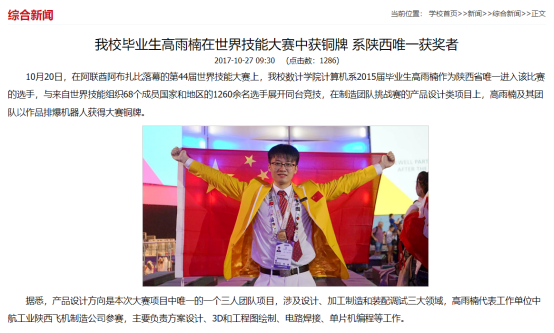 综合新闻
当前位置： 学校首页>>新闻>>综合新闻>>正文
我校毕业生高雨楠在世界技能大赛中获铜牌 系陕西唯一获奖者
2017-10-27 09:30 (点击数：1286)
10月20日，在阿联酋阿布扎比落幕的第44届世界技能大赛上，我校数计学院计算机系2015届毕业生高雨楠作为陕西省唯一进入该比赛
的选手，与来自世界技能组织68个成员国家和地区的1260余名选手展开同台竞技，在制造团队挑战赛的产品设计类项目上，高雨楠及其团
队以作品排爆机器人获得大赛铜牌。
据悉，产品设计方向是本次大赛项目中唯一的一个三人团队项目，涉及设计、加工制造和装配调试三大领域，高雨楠代表工作单位中
航工业陕西飞机制造公司参赛，主要负责方案设计、3D和工程图绘制、电路焊接、单片机编程等工作。